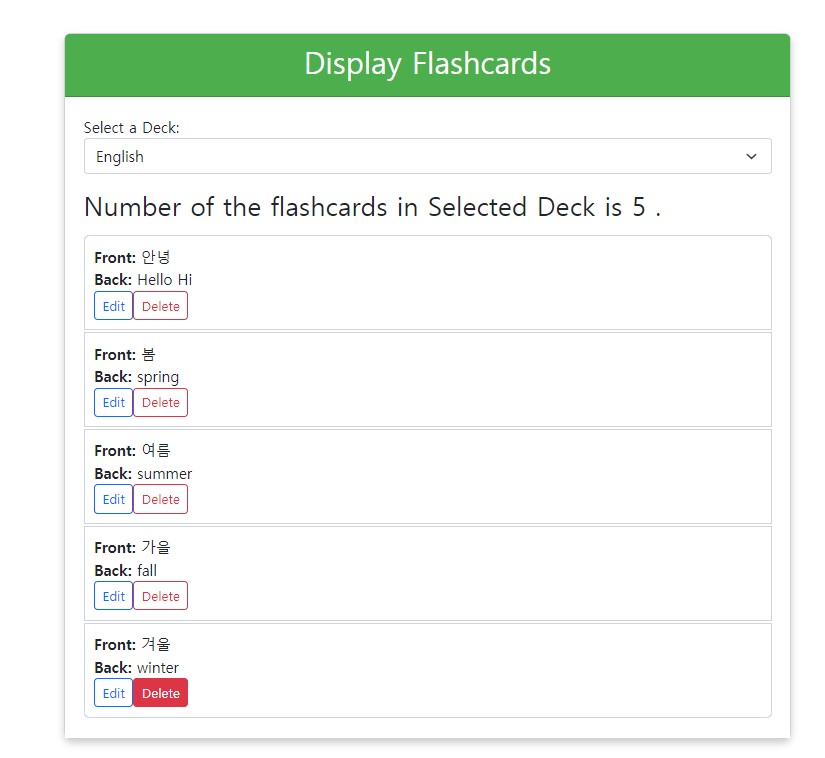 Display Flashcards
Select a Deck:
English
Number of the flashcards in Selected Deck is 5 .
Front: 안녕
Back: Hello Hi
Edit Delete
Front: 봄
Back: spring
Edit Delete
Front: 여름
Back: summer
Edit Delete
Front: 가을
Back: fall
Edit Delete
Front: 겨울
Back: winter
Edit Delete